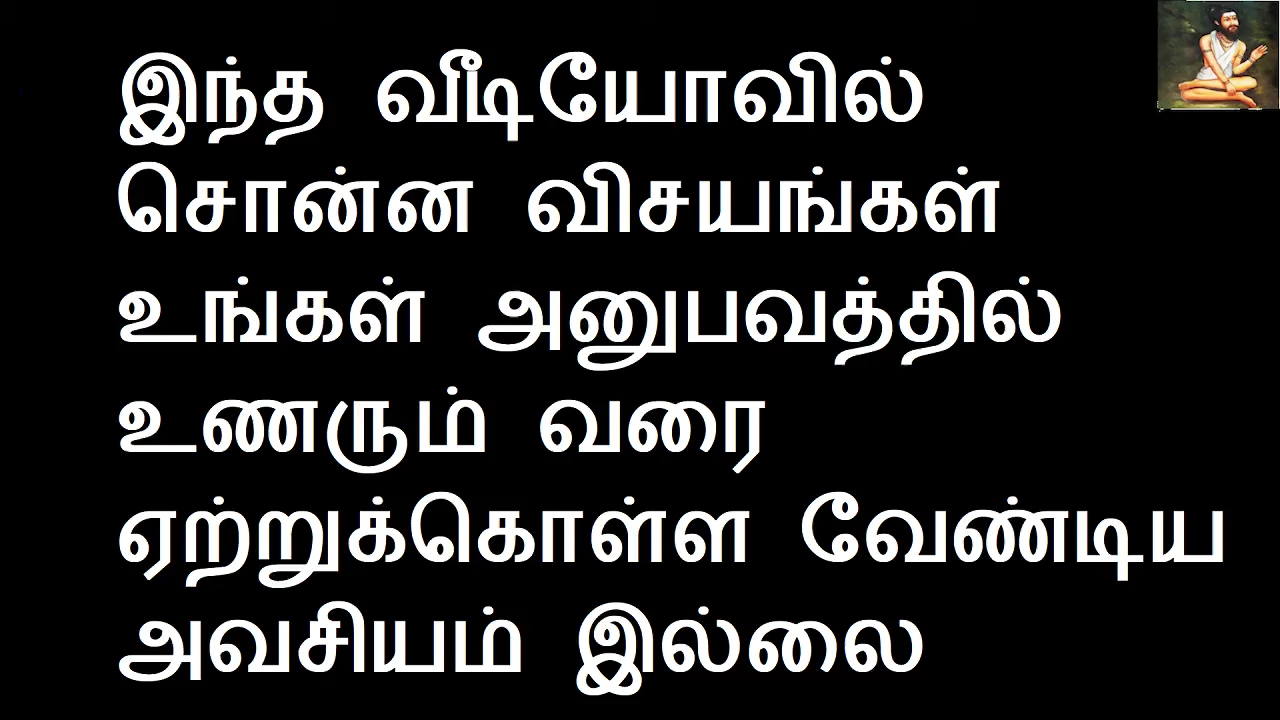 இந்த வீடியோவில்
சொன்ன விசயங்கள்
உங்கள் அனுபவத்தில்
உணரும் வரை
ஏற்றுக்கொள்ள வேண்டிய
அவசியம் இல்லை